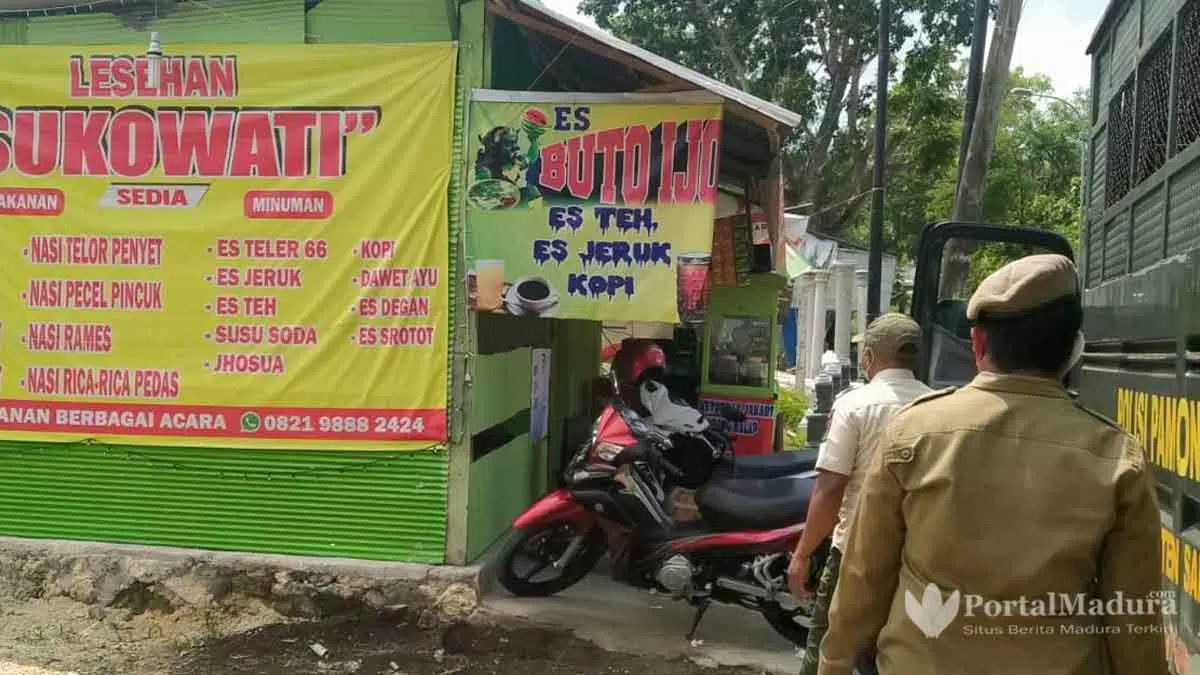 LESEHAN
SUKOWATI"
SEDIA
AKANAN
MINUMAN
·NASI TELOR PENYET
·NASI PECEL PINCUK
·NASI RAMES
·NASI RICA-RICA PEDAS
· ES TELER 66
· ES JERUK
· ES TEH
· SUSU SODA
· JHOSUA
· KOPI
· DAWET AYU
· ES DEGAN
· ES SROTOT
ANAN BERBAGAI ACARA 0821 9888 2424
ES
BUTO IJO
ES TEH,
ES JERUK
KOPI
POLISI PAMON
PortalMadura.com
Situs Berita Madura Terkini